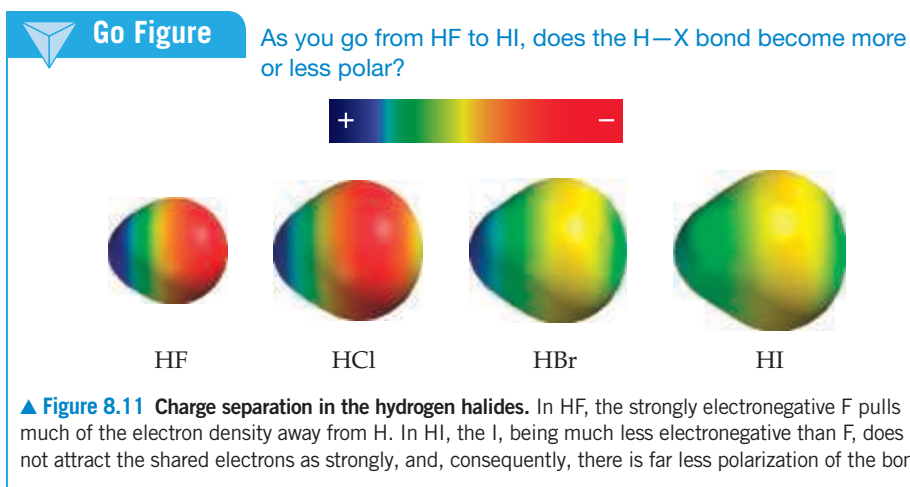 Go Figure
As you go from HF to HI, does the H—X bond become more
or less polar?
+ −
HF HCl HBr HI
▲ Figure 8.11 Charge separation in the hydrogen halides. In HF, the strongly electronegative F pulls
much of the electron density away from H. In HI, the I, being much less electronegative than F, does
not attract the shared electrons as strongly, and, consequently, there is far less polarization of the